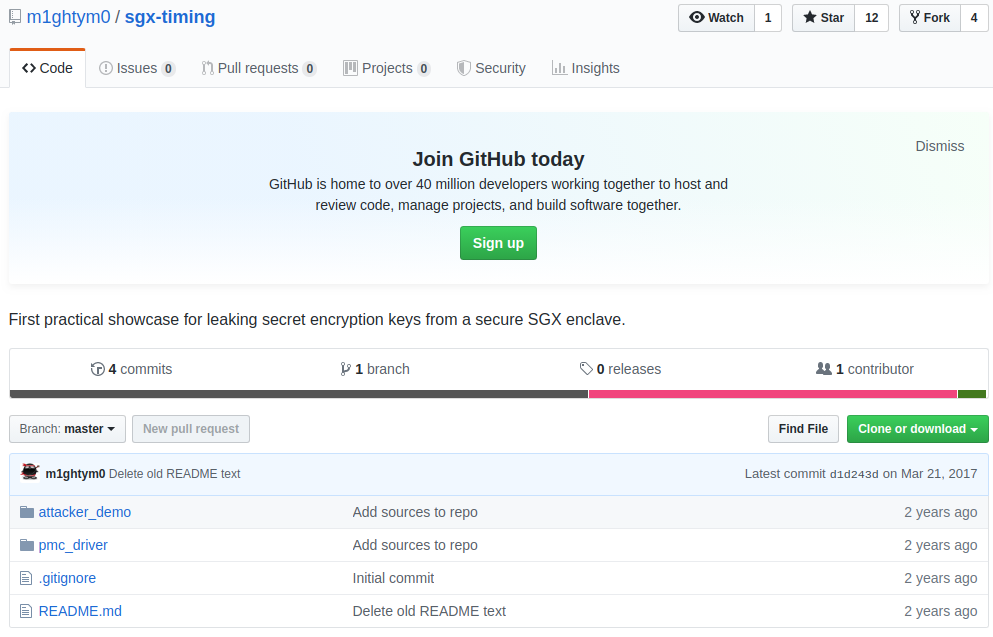 m1ghtym0 / sgx-timing
Watch 1
Star 12
Fork 4
Code
Issues 0
Pull requests 0
Projects 0
Security
Insights
Dismiss
Join GitHub today
GitHub is home to over 40 million developers working together to host and
review code, manage projects, and build software together.
Sign up
First practical showcase for leaking secret encryption keys from a secure SGX enclave.
4 commits
1 branch
0 releases
1 contributor
Branch: master
New pull request
Find File
Clone or download
m1ghtym0 Delete old README text
Latest commit d1d243d on Mar 21, 2017
attacker_demo Add sources to repo 2 years ago
pmc_driver Add sources to repo 2 years ago
.gitignore Initial commit 2 years ago
README.md Delete old README text 2 years ago